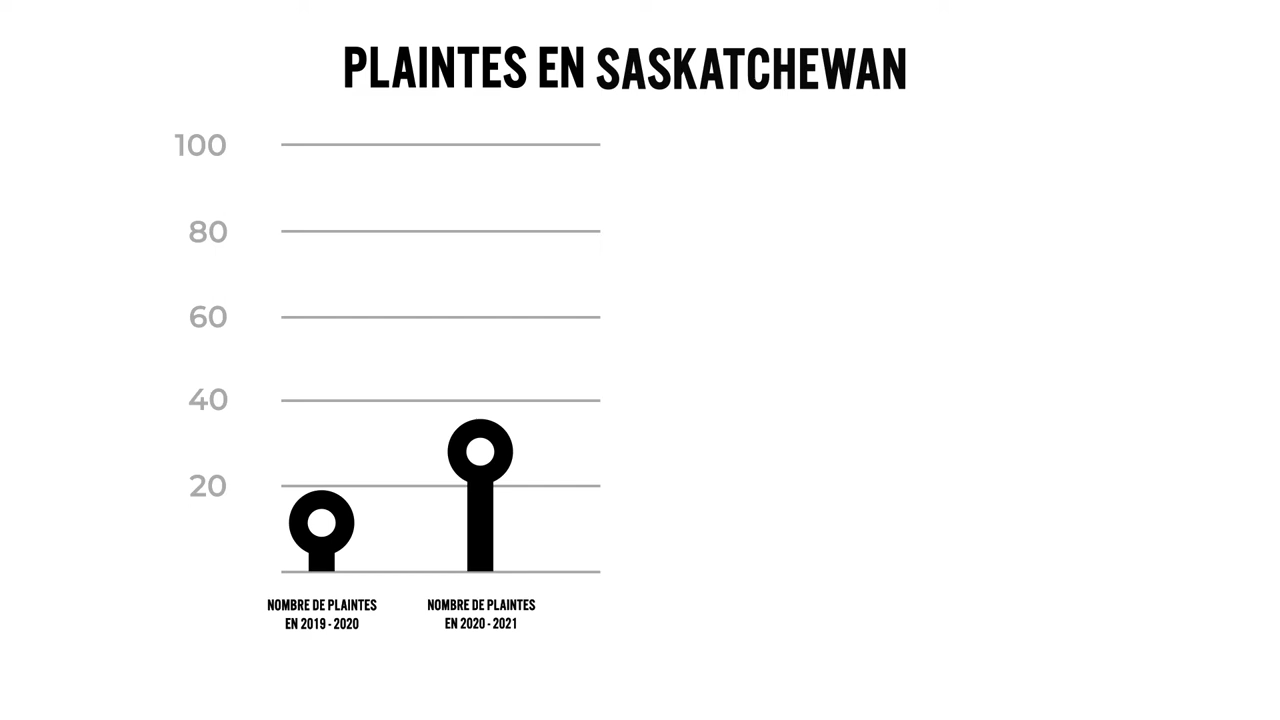 PLAINTES EN SASKATCHEWAN
100
80
60
40
20
NOMBRE DE PLAINTES
EN 2019 - 2020
NOMBRE DE PLAINTES
EN 2020 - 2021